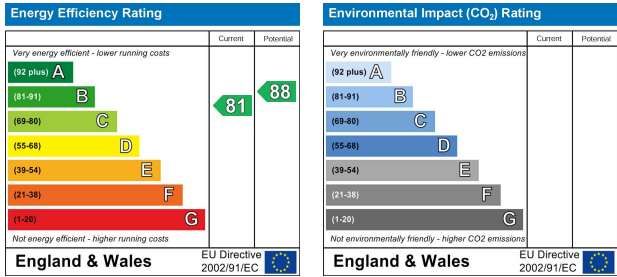 Energy Efficiency Rating
Current Potential
Very energy efficient - lower running costs
(92 plus) A
(81-91) B
(69-80) C
(55-68) D
(39-54) E
(21-38) F
(1-20) G
81
88
Not energy efficient - higher running costs
England & Wales
EU Directive
2002/91/EC
Environmental Impact (CO₂) Rating
Current Potential
Very environmentally friendly - lower CO2 emissions
(92 plus) A
(81-91) B
(69-80) C
(55-68) D
(39-54) E
(21-38) F
(1-20) G
Not environmentally friendly - higher CO2 emissions
England & Wales
EU Directive
2002/91/EC